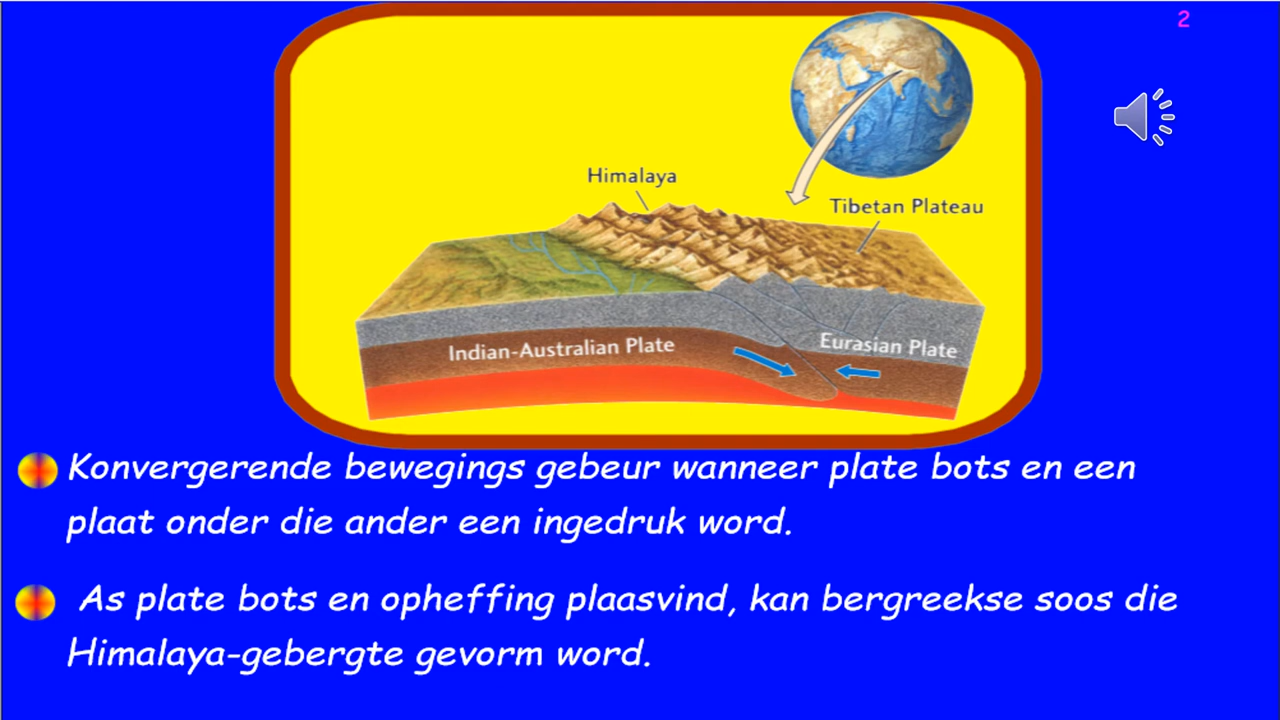 2
Himalaya
Tibetan Plateau
Indian-Australian Plate
Eurasian Plate
Konvergerende bewegings gebeur wanneer plate bots en een
plaat onder die ander een ingedruk word.
As plate bots en opheffing plaasvind, kan bergreekse soos die
Himalaya-gebergte gevorm word.